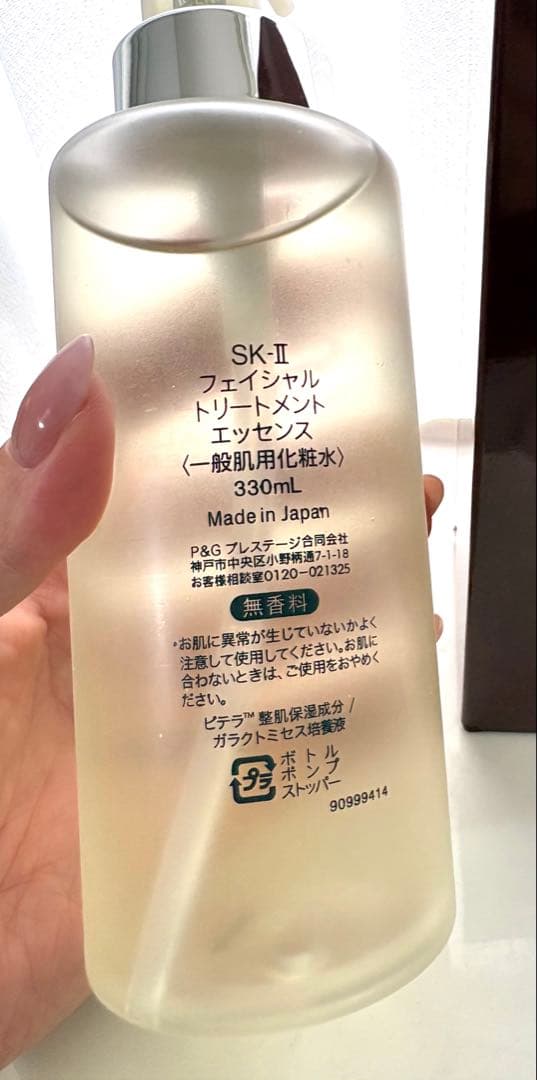 SK-Ⅱ
フェイシャル
トリートメント
エッセンス
〈一般肌用化粧水〉
330mL
Made in Japan
P&G プレステージ合同会社
神戸市中央区小野柄通7-1-18
お客様相談室0120-021325
無香料
・お肌に異常が生じていないかよく
注意して使用してください。お肌に
合わないときは、ご使用をおやめく
ださい。
ピテラ™ 整肌保湿成分 /
ガラクトミセス培養液
プラ
ボトル
ポンプ
ストッパー
90999414